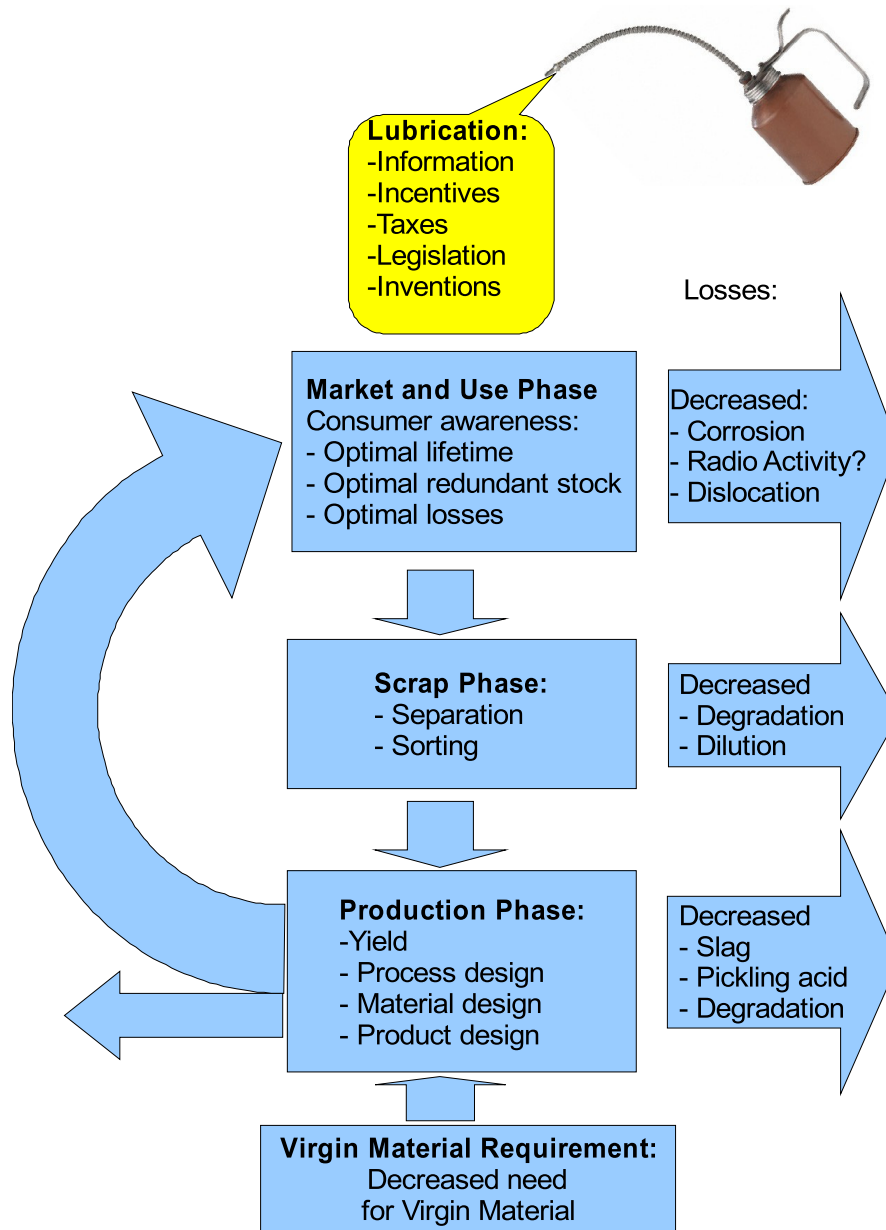 Lubrication:
-Information
-Incentives
-Taxes
-Legislation
-Inventions
Losses:
Market and Use Phase
Consumer awareness:
- Optimal lifetime
- Optimal redundant stock
- Optimal losses
Decreased:
- Corrosion
- Radio Activity?
- Dislocation
Scrap Phase:
- Separation
- Sorting
Decreased
- Degradation
- Dilution
Production Phase:
-Yield
- Process design
- Material design
- Product design
Decreased
- Slag
- Pickling acid
- Degradation
Virgin Material Requirement:
Decreased need
for Virgin Material